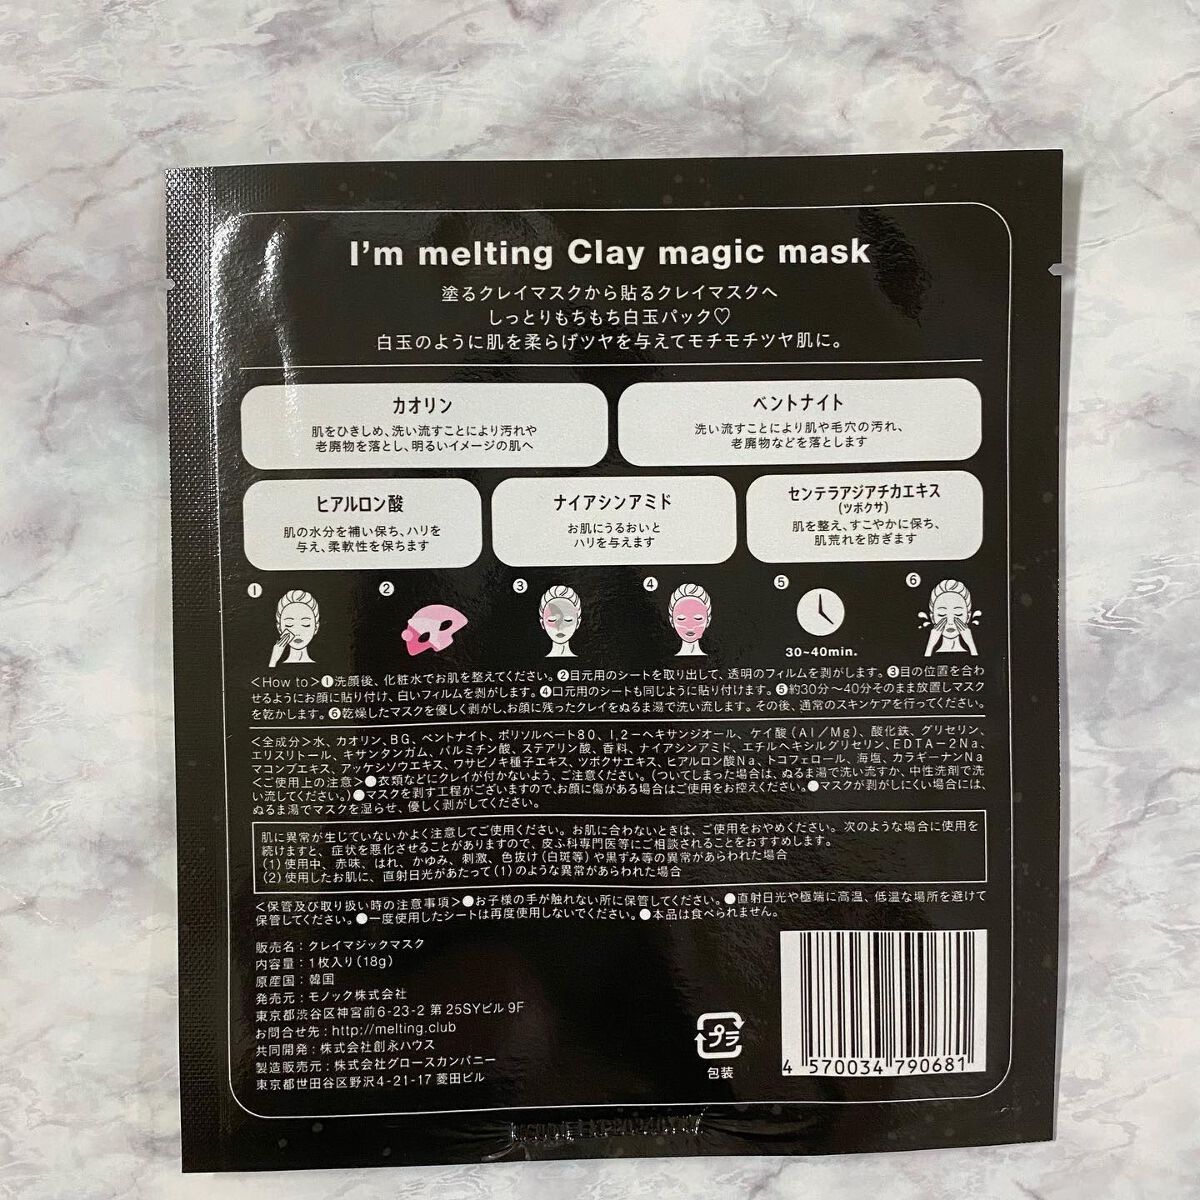 I'm melting Clay magic mask
塗るクレイマスクから貼るクレイマスクへ
しっとりもちもち白玉パック♡
白玉のように肌を柔らげツヤを与えてモチモチツヤ肌に。
カオリン
肌をひきしめ、洗い流すことにより汚れや
老廃物を落とし、明るいイメージの肌へ
ベントナイト
洗い流すことにより肌や毛穴の汚れ、
老廃物などを落とします
ヒアルロン酸
肌の水分を補い保ち、ハリを
与え、柔軟性を保ちます
ナイアシンアミド
お肌にうるおいと
ハリを与えます
センテラアジアチカエキス
(ツボクサ)
肌を整え、すこやかに保ち、
肌荒れを防ぎます
❶
❷
❸
❹
❺
❻
30~40min.
<How to>❶洗顔後、化粧水でお肌を整えてください。❷目元用のシートを取り出して、透明のフィルムを剥がします。❸目の位置を合わ
せるようにお顔に貼り付け、白いフィルムを剥がします。❹口元用のシートも同じように貼り付けます。❺約30分～40分そのまま放置しマスク
を乾かします。❻乾燥したマスクを優しく剥がし、お顔に残ったクレイをぬるま湯で洗い流します。その後、通常のスキンケアを行ってください。
<全成分>水、カオリン、BG、ベントナイト、ポリソルベート80、1,2-ヘキサンジオール、ケイ酸(Al/Mg)、酸化鉄、グリセリン、
エリスリトール、キサンタンガム、パルミチン酸、ステアリン酸、香料、ナイアシンアミド、エチルヘキシルグリセリン、EDTA-2Na、
マコンブエキス、アッケシソウエキス、ワサビノキ種子エキス、ツボクサエキス、ヒアルロン酸Na、トコフェロール、海塩、カラギーナンNa
<ご使用上の注意>●衣類などにクレイが付かないよう、ご注意ください。(ついてしまった場合は、ぬるま湯で洗い流すか、中性洗剤で洗
い流してください。)●マスクを剥す工程がございますので、お顔に傷がある場合はご使用をお控えください。●マスクが剥がしにくい場合には、
ぬるま湯でマスクを湿らせ、優しく剥がしてください。
肌に異常が生じていないかよく注意してご使用ください。お肌に合わないときは、ご使用をおやめください。次のような場合に使用を
続けますと、症状を悪化させることがありますので、皮ふ科専門医等にご相談されることをおすすめします。
(1)使用中、赤味、はれ、かゆみ、刺激、色抜け(白斑等)や黒ずみ等の異常があらわれた場合
(2)使用したお肌に、直射日光があたって(1)のような異常があらわれた場合
<保管及び取り扱い時の注意事項>●お子様の手が触れない所に保管してください。●直射日光や極端に高温、低温な場所を避けて
保管してください。●一度使用したシートは再度使用しないでください。●本品は食べられません。
販売名:クレイマジックマスク
内容量:1枚入り(18g)
原産国:韓国
発売元:モノック株式会社
東京都渋谷区神宮前6-23-2 第25SYビル9F
お問合せ先:http://melting.club
共同開発:株式会社創永ハウス
製造販売元:株式会社グロースカンパニー
東京都世田谷区野沢4-21-17 菱田ビル
プラ
包装
4 570034 790681